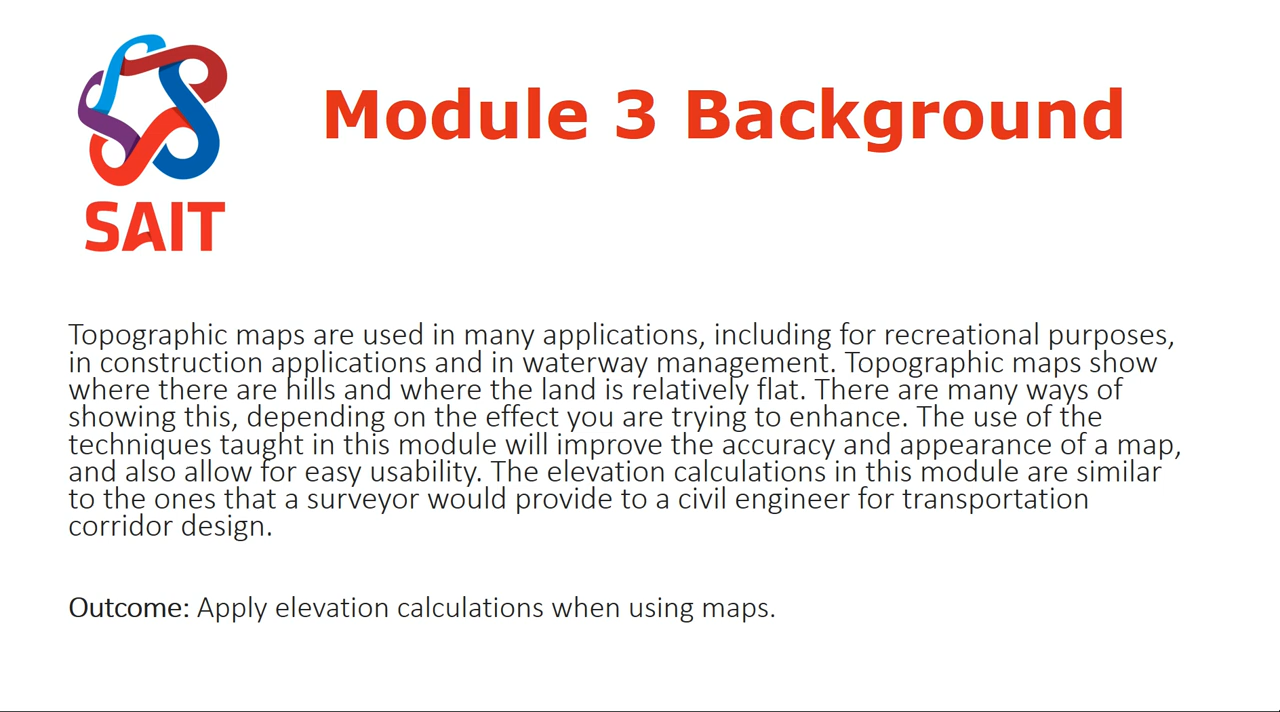 SAIT
Module 3 Background
Topographic maps are used in many applications, including for recreational purposes,
in construction applications and in waterway management. Topographic maps show
where there are hills and where the land is relatively flat. There are many ways of
showing this, depending on the effect you are trying to enhance. The use of the
techniques taught in this module will improve the accuracy and appearance of a map,
and also allow for easy usability. The elevation calculations in this module are similar
to the ones that a surveyor would provide to a civil engineer for transportation
corridor design.
Outcome: Apply elevation calculations when using maps.